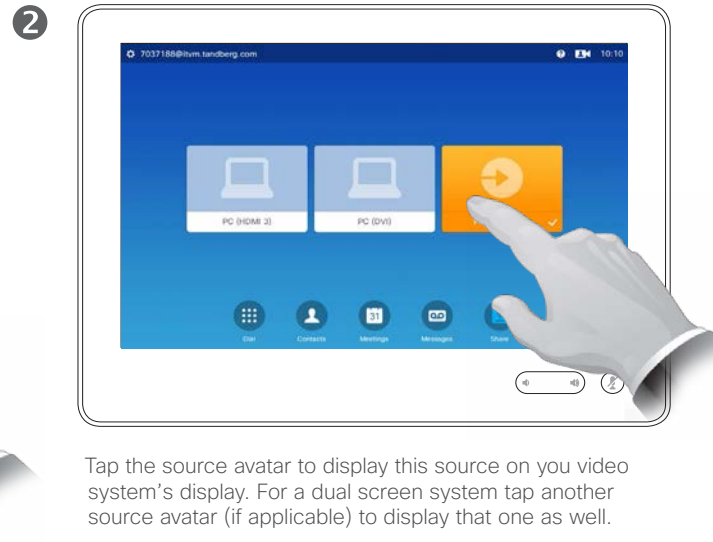 2
7037188@itvm.tandberg.com 10:10
PC (HDMI 3) PC (DVI)
31
Dial Contacts Meetings Messages Share
Tap the source avatar to display this source on you video
system's display. For a dual screen system tap another
source avatar (if applicable) to display that one as well.